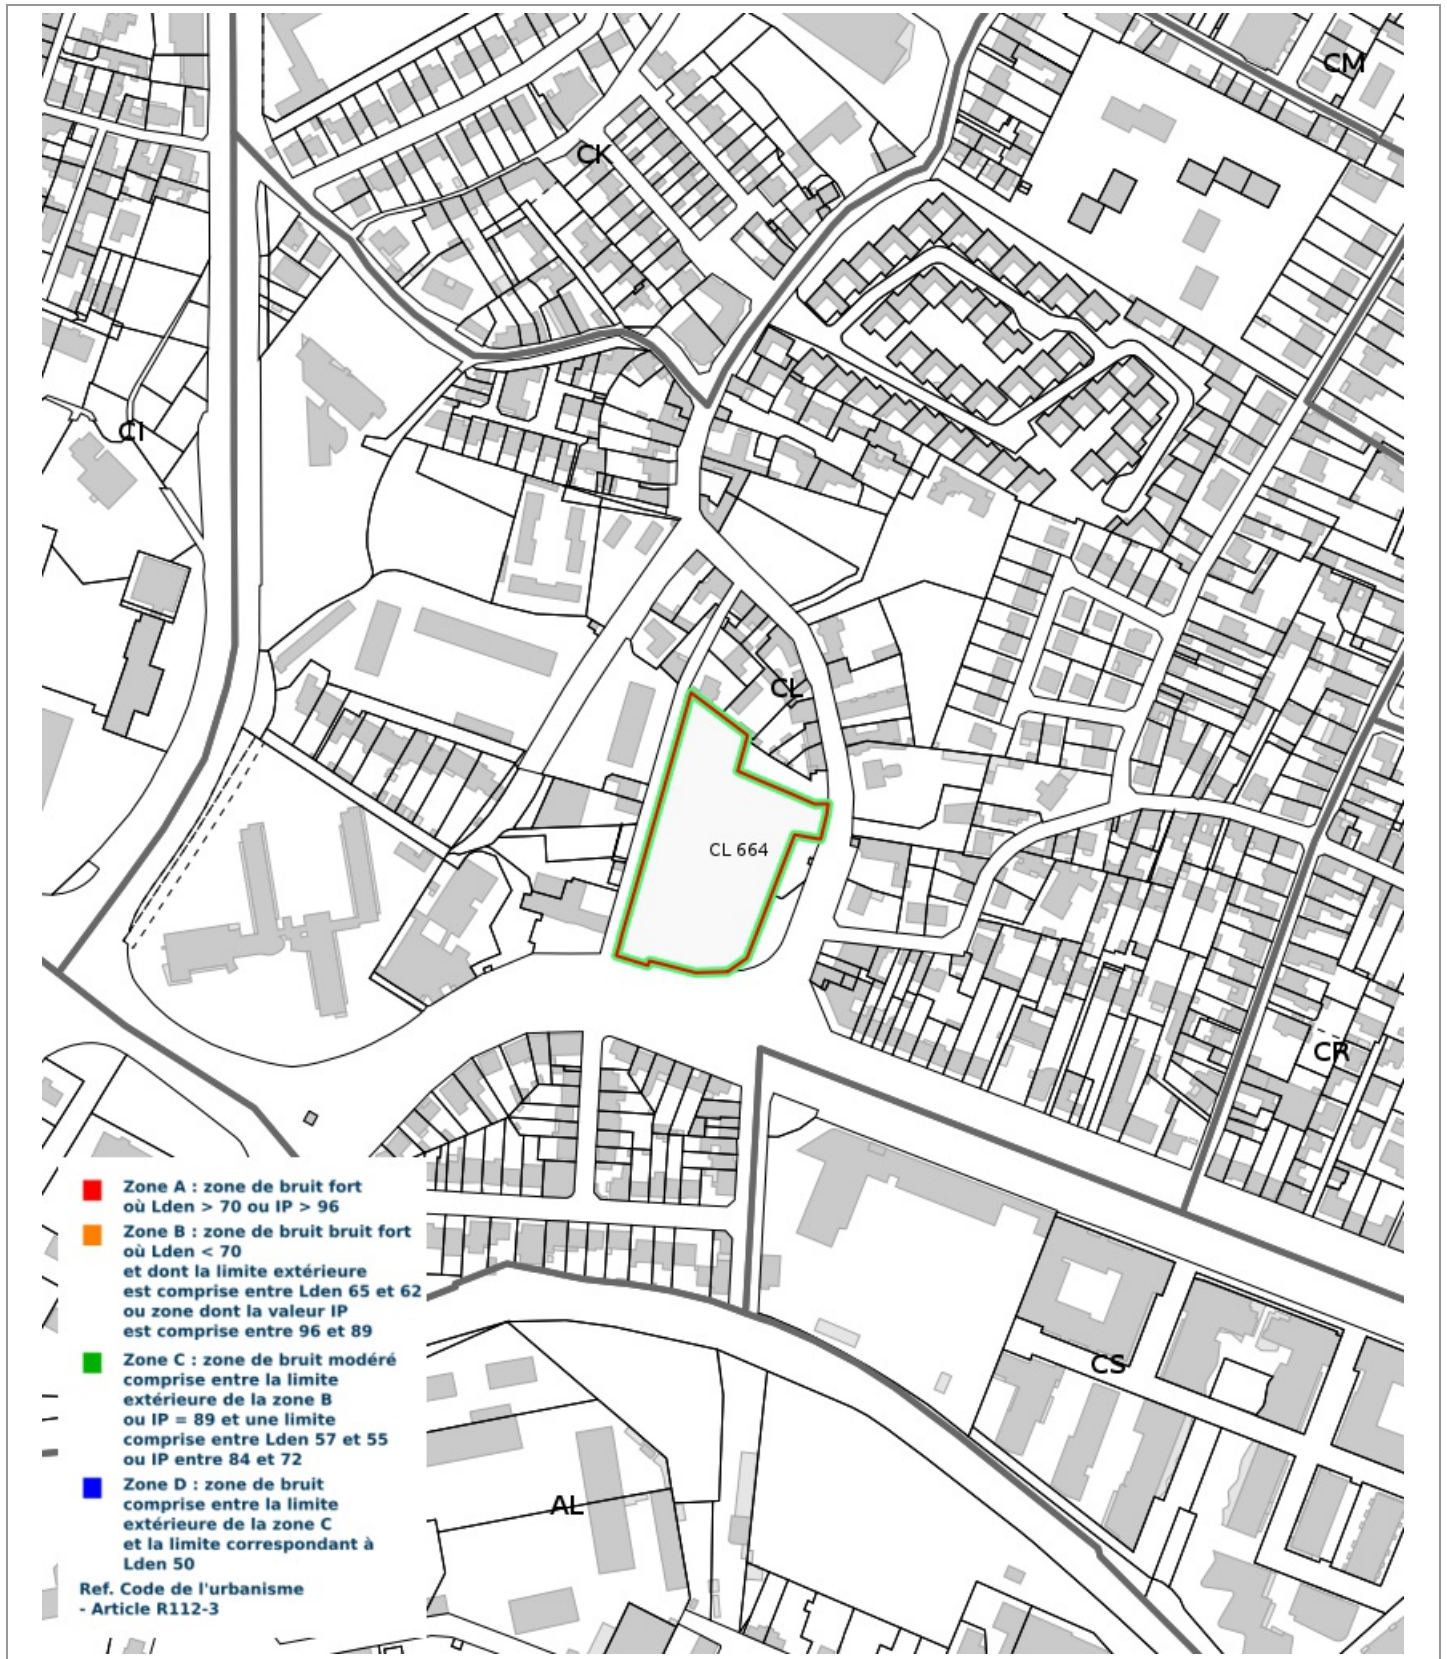 CM
CK
CI
CL
CL 664
CR
CS
AL
Zone A : zone de bruit fort
où Lden > 70 ou IP > 96
Zone B : zone de bruit bruit fort
où Lden < 70
et dont la limite extérieure
est comprise entre Lden 65 et 62
ou zone dont la valeur IP
est comprise entre 96 et 89
Zone C : zone de bruit modéré
comprise entre la limite
extérieure de la zone B
ou IP = 89 et une limite
comprise entre Lden 57 et 55
ou IP entre 84 et 72
Zone D : zone de bruit
comprise entre la limite
extérieure de la zone C
et la limite correspondant à
Lden 50
Ref. Code de l'urbanisme
- Article R112-3